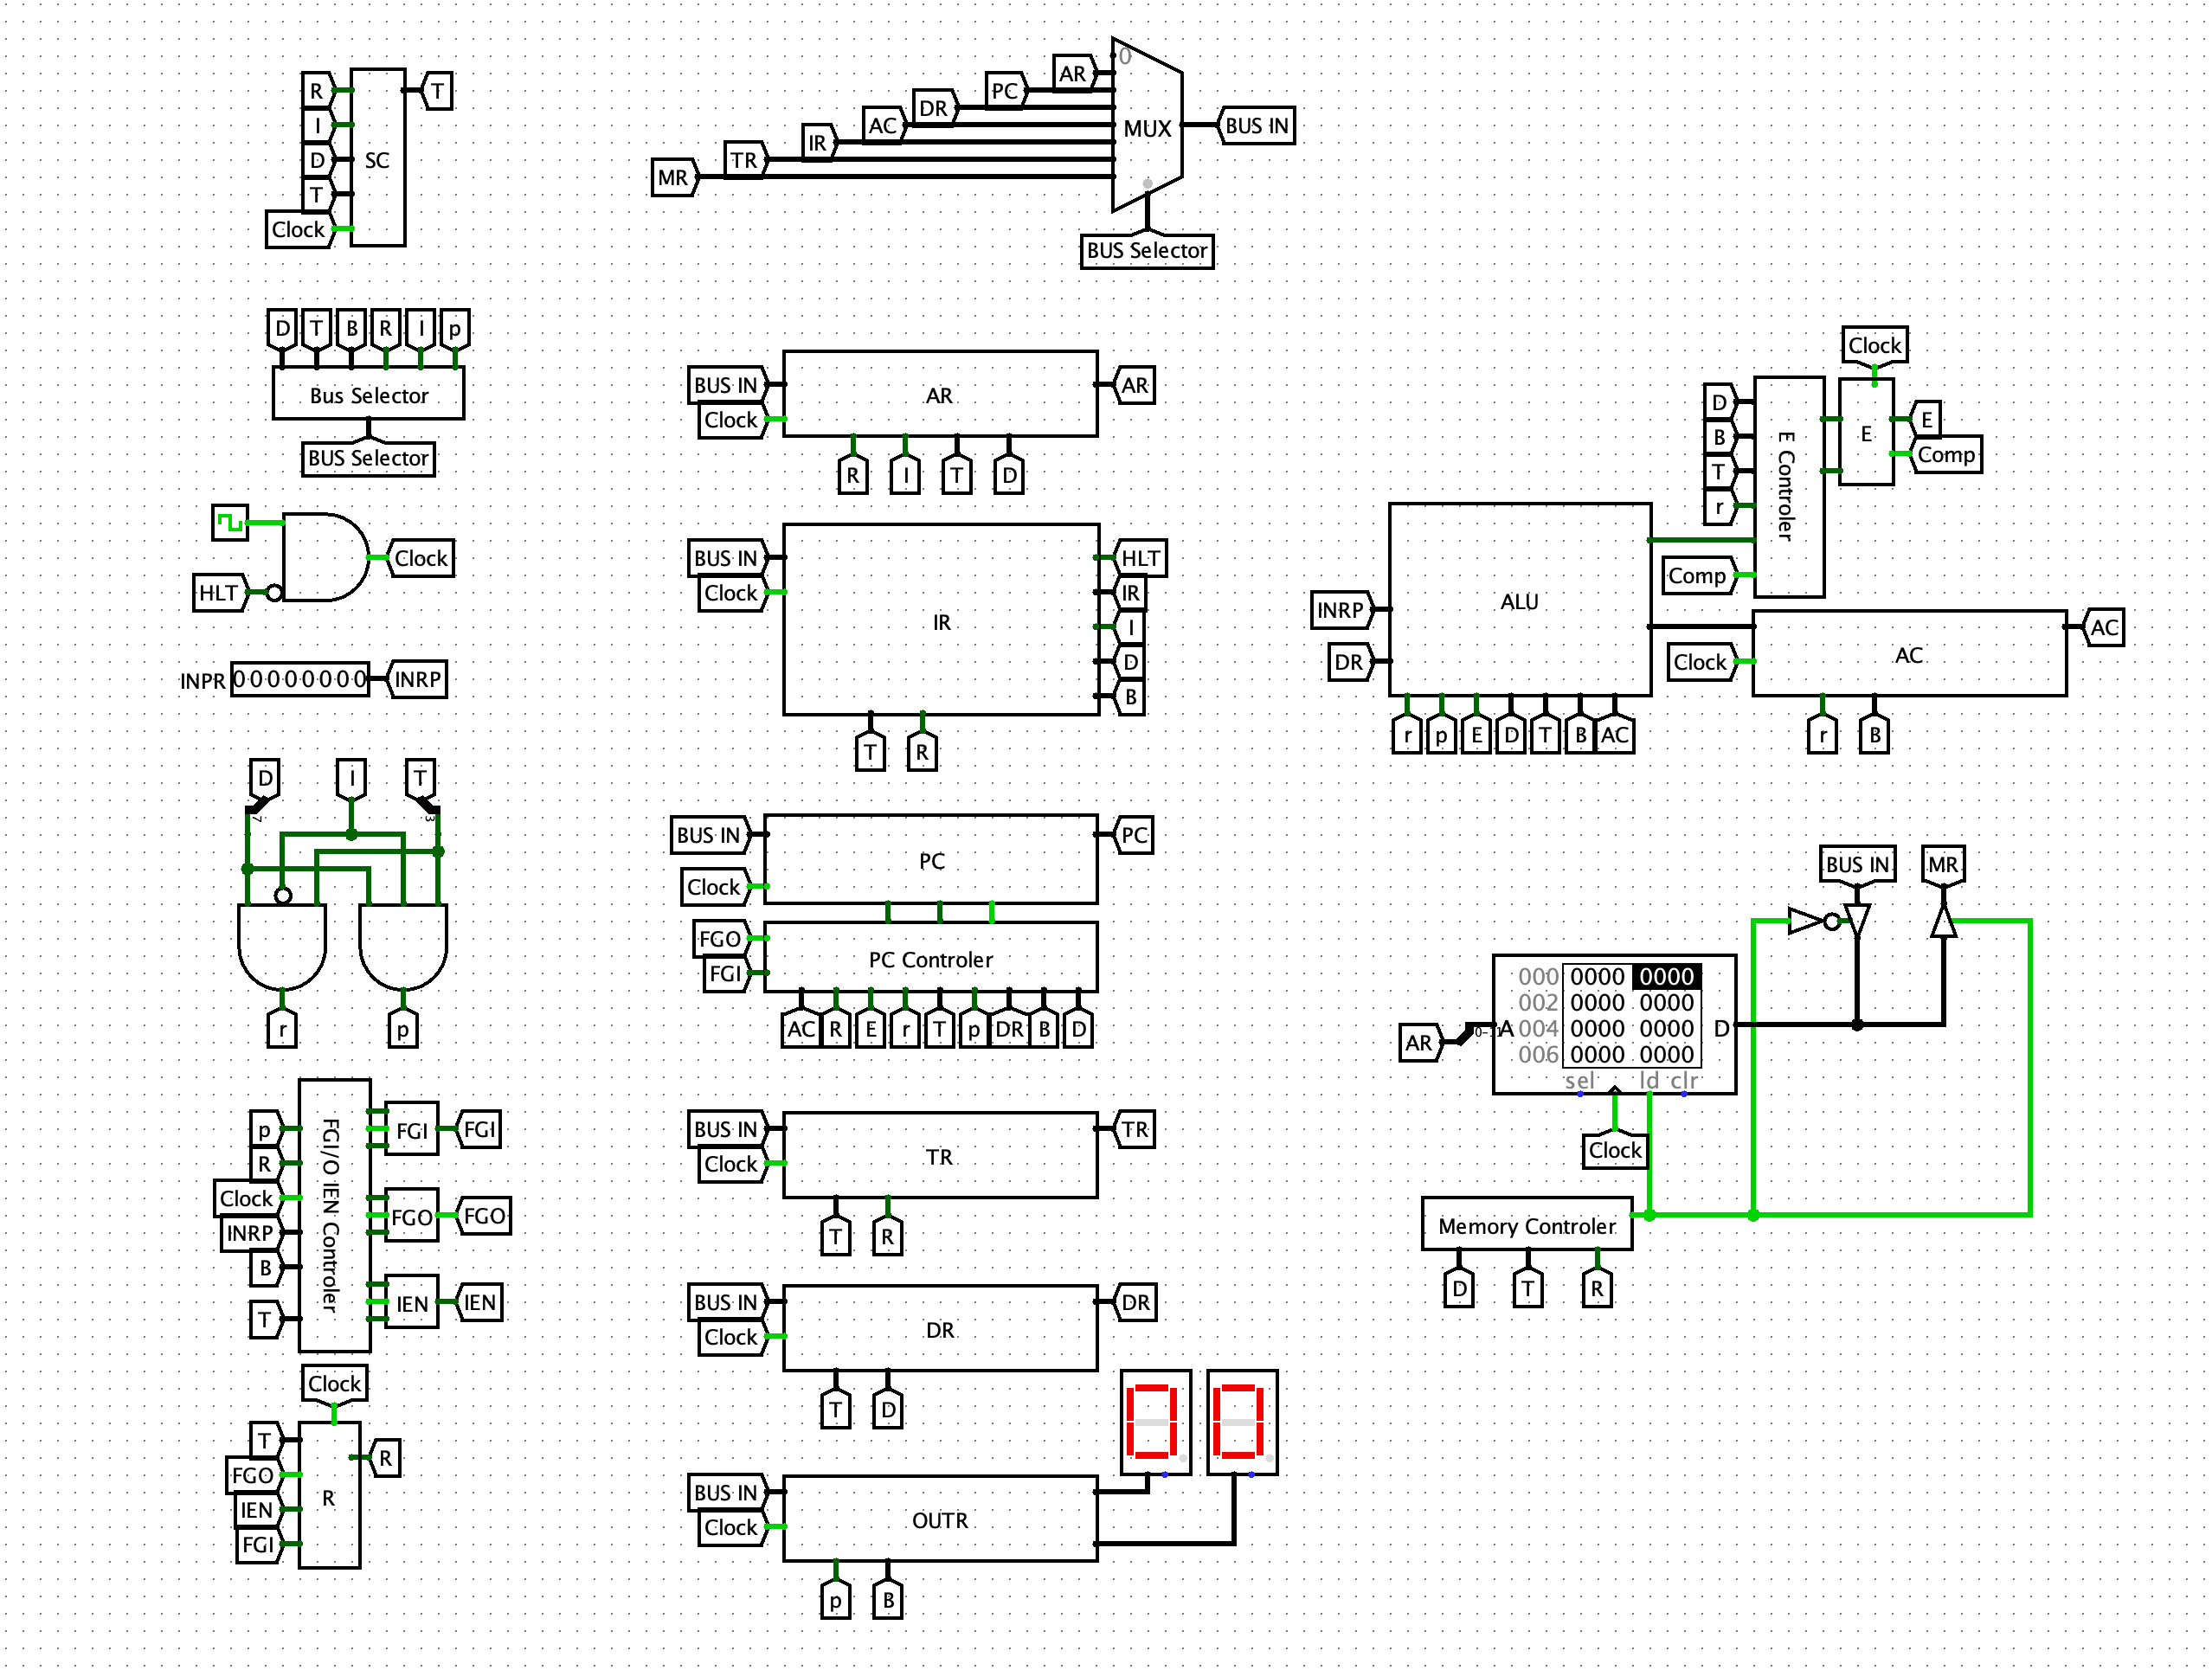 R
I
D
T
Clock
SC
T
0
AR
PC
DR
AC
IR
TR
MR
MUX
BUS IN
BUS Selector
D T B R I p
Bus Selector
BUS Selector
HLT
Clock
INPR 00000000 INRP
D I T
7 3
r p
p
R
Clock
INRP
B
T
FGI/O IEN Controler
FGI FGI
FGO FGO
IEN IEN
Clock
T
FGO
IEN
FGI
R
R
BUS IN
Clock
AR
AR
R I T D
BUS IN
Clock
IR
HLT
IR
I
D
B
T R
BUS IN
Clock
PC
PC
FGO
FGI
PC Controler
AC R E r T p DR B D
BUS IN
Clock
TR
TR
T R
BUS IN
Clock
DR
DR
T D
BUS IN
Clock
OUTR
00
p B
Clock
D
B
T
r
E Controler
E
E
Comp
Comp
INRP
DR
ALU
r p E D T B AC
Clock
AC
AC
r B
BUS IN MR
AR
A
D
000 0000 0000
002 0000 0000
004 0000 0000
006 0000 0000
sel ld clr
Clock
Memory Controler
D T R